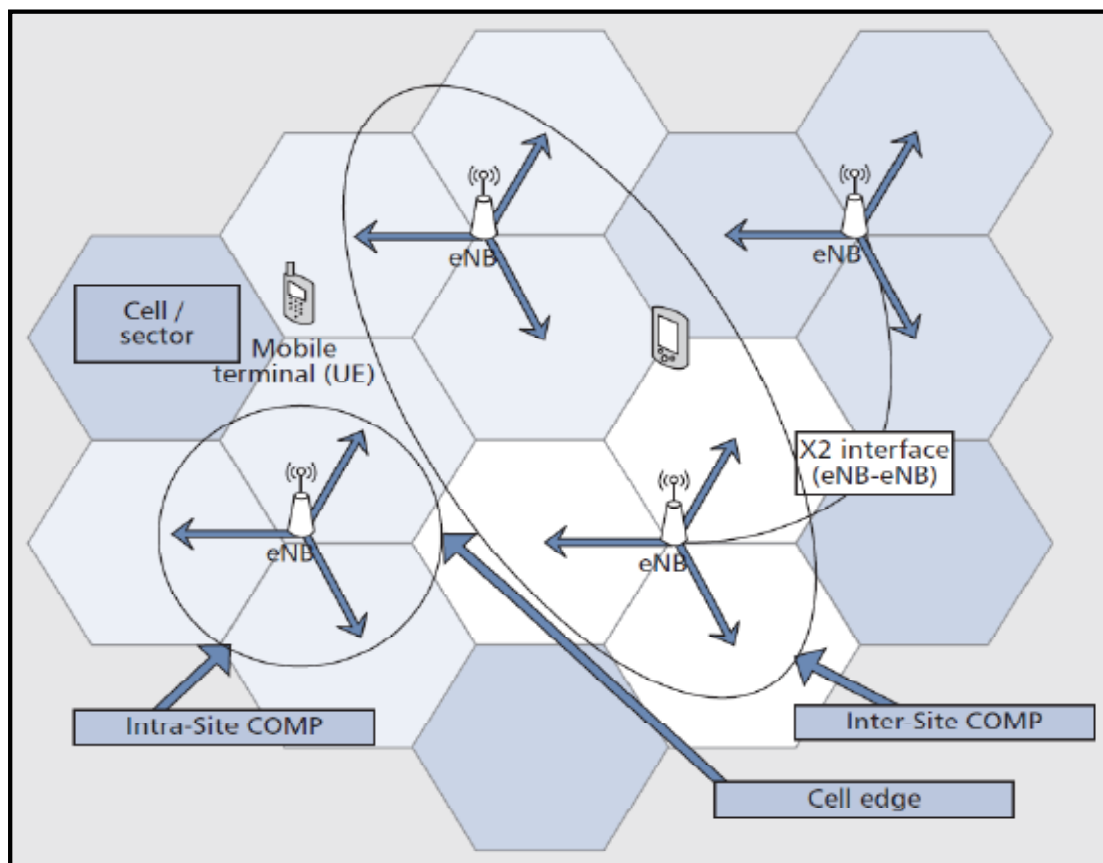 eNB
eNB
Cell /
sector
Mobile
terminal (UE)
X2 interface
(eNB-eNB)
eNB
eNB
Intra-Site COMP
Inter-Site COMP
Cell edge